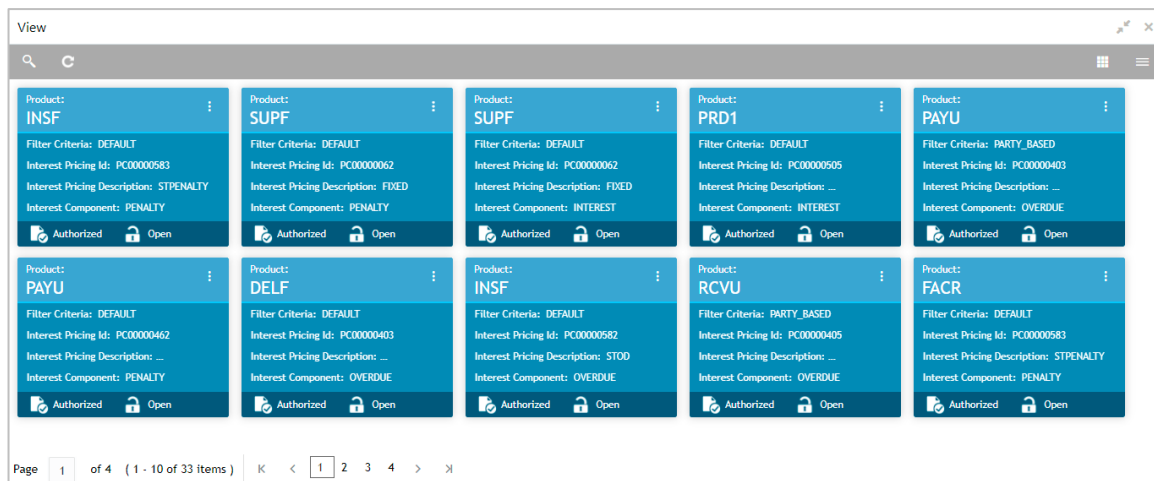 View
Product:
INSF
Filter Criteria: DEFAULT
Interest Pricing Id: PC00000583
Interest Pricing Description: STPENALTY
Interest Component: PENALTY
Authorized Open
Product:
SUPF
Filter Criteria: DEFAULT
Interest Pricing Id: PC00000062
Interest Pricing Description: FIXED
Interest Component: PENALTY
Authorized Open
Product:
SUPF
Filter Criteria: DEFAULT
Interest Pricing Id: PC00000062
Interest Pricing Description: FIXED
Interest Component: INTEREST
Authorized Open
Product:
PRD1
Filter Criteria: DEFAULT
Interest Pricing Id: PC00000505
Interest Pricing Description: ...
Interest Component: INTEREST
Authorized Open
Product:
PAYU
Filter Criteria: PARTY_BASED
Interest Pricing Id: PC00000403
Interest Pricing Description: ...
Interest Component: OVERDUE
Authorized Open
Product:
PAYU
Filter Criteria: DEFAULT
Interest Pricing Id: PC00000462
Interest Pricing Description: ...
Interest Component: PENALTY
Authorized Open
Product:
DELF
Filter Criteria: DEFAULT
Interest Pricing Id: PC00000403
Interest Pricing Description: ...
Interest Component: OVERDUE
Authorized Open
Product:
INSF
Filter Criteria: DEFAULT
Interest Pricing Id: PC00000582
Interest Pricing Description: STOD
Interest Component: OVERDUE
Authorized Open
Product:
RCVU
Filter Criteria: PARTY_BASED
Interest Pricing Id: PC00000405
Interest Pricing Description: ...
Interest Component: OVERDUE
Authorized Open
Product:
FACR
Filter Criteria: DEFAULT
Interest Pricing Id: PC00000583
Interest Pricing Description: STPENALTY
Interest Component: PENALTY
Authorized Open
Page 1 of 4 ( 1 - 10 of 33 items ) 1 2 3 4